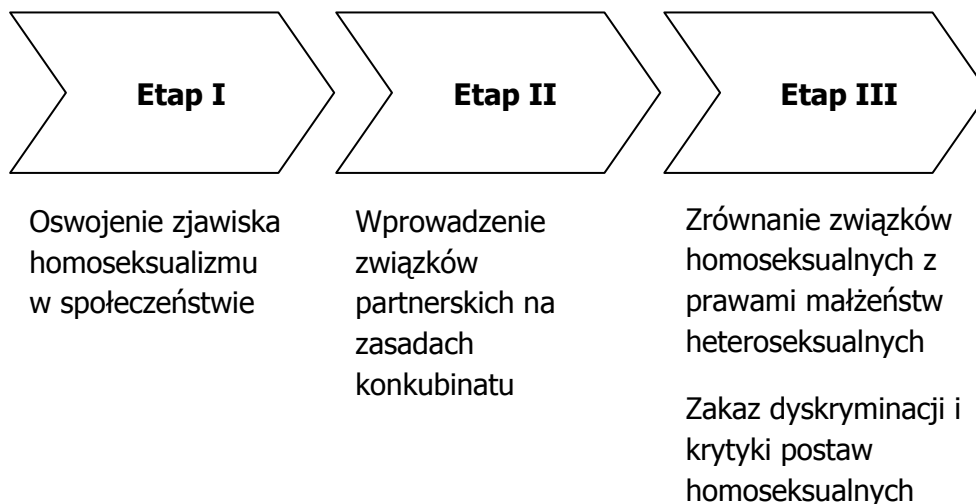 Etap I
Etap II
Etap III
Oswojenie zjawiska
homoseksualizmu
w społeczeństwie
Wprowadzenie
związków
partnerskich na
zasadach
konkubinatu
Zrównanie związków
homoseksualnych z
prawami małżeństw
heteroseksualnych
Zakaz dyskryminacji i
krytyki postaw
homoseksualnych